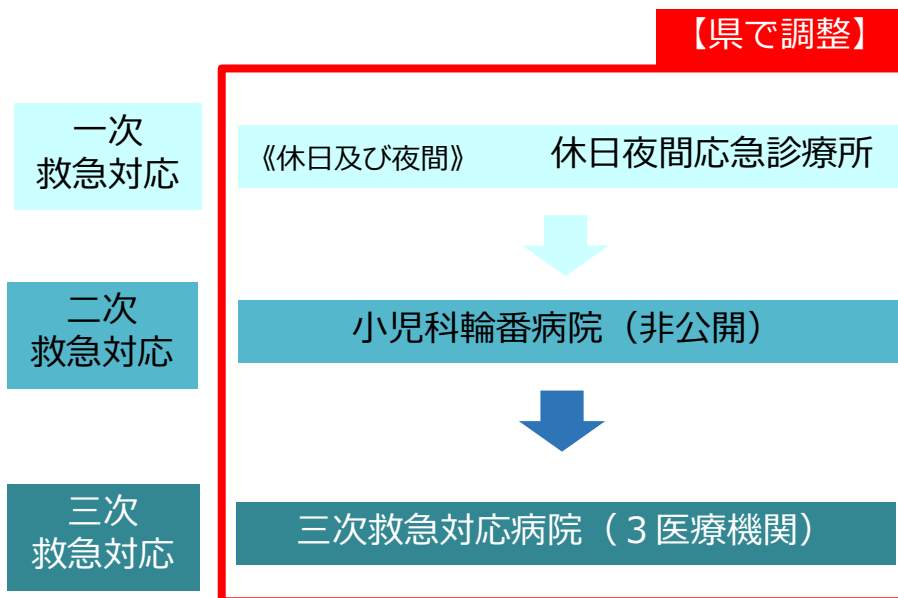 【県で調整】
一次
救急対応
《休日及び夜間》 休日夜間応急診療所
二次
救急対応
小児科輪番病院（非公開）
三次
救急対応
三次救急対応病院（３医療機関）